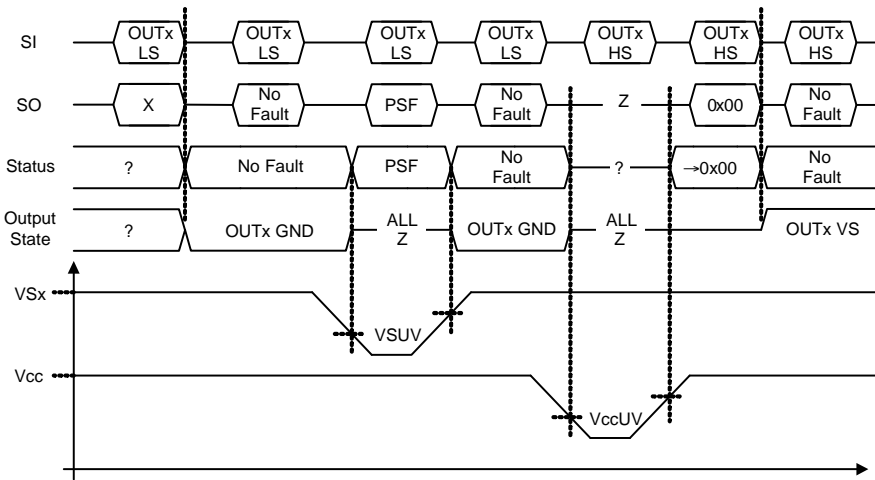 SI
OUTx
LS
OUTx
LS
OUTx
LS
OUTx
LS
OUTx
HS
OUTx
HS
OUTx
HS
SO
X
No
Fault
PSF
No
Fault
Z
0x00
No
Fault
Status
?
No Fault
PSF
No
Fault
?
→0x00
No
Fault
Output
State
?
OUTx GND
ALL
Z
OUTx GND
ALL
Z
OUTx VS
VSx
VSUV
Vcc
VccUV